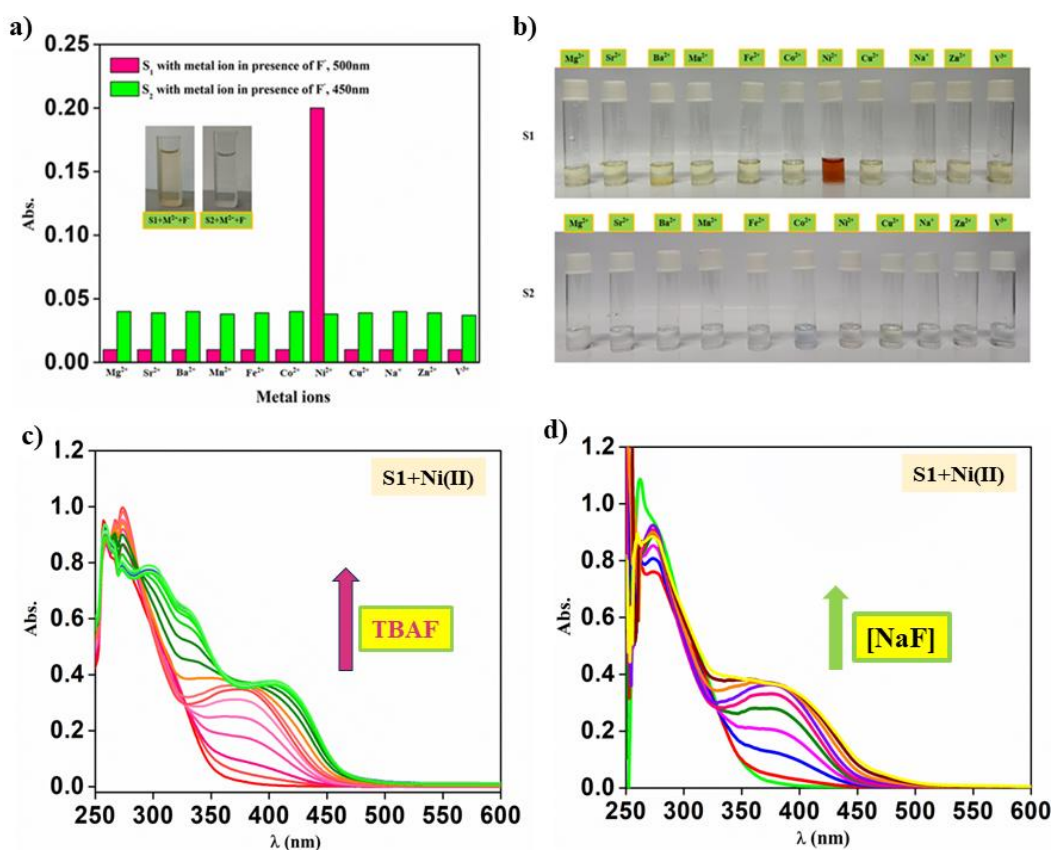 a)
0.25
0.20
0.15
0.10
0.05
0.00
Abs.
S₁ with metal ion in presence of F⁻, 500nm
S₂ with metal ion in presence of F⁻, 450nm
S1+M²⁺+F⁻ S2+M²⁺+F⁻
Mg²⁺ Sr²⁺ Ba²⁺ Mn²⁺ Fe²⁺ Co²⁺ Ni²⁺ Cu²⁺ Na⁺ Zn²⁺ V³⁺
Metal ions
b)
Mg²⁺ Sr²⁺ Ba²⁺ Mn²⁺ Fe²⁺ Co²⁺ Ni²⁺ Cu²⁺ Na⁺ Zn²⁺ V³⁺
S1
Mg²⁺ Sr²⁺ Ba²⁺ Mn²⁺ Fe²⁺ Co²⁺ Ni²⁺ Cu²⁺ Na⁺ Zn²⁺ V³⁺
S2
c)
1.2
1.0
0.8
0.6
0.4
0.2
0.0
Abs.
S1+Ni(II)
TBAF
250 300 350 400 450 500 550 600
λ (nm)
d)
1.2
1.0
0.8
0.6
0.4
0.2
0.0
Abs.
S1+Ni(II)
[NaF]
250 300 350 400 450 500 550 600
λ (nm)